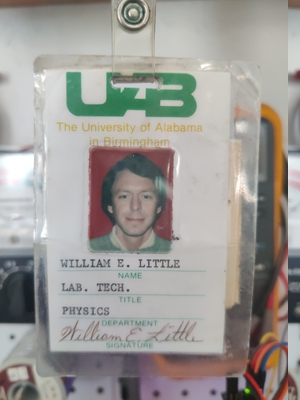 UAB
The University of Alabama
in Birmingham
WILLIAM E. LITTLE
NAME
LAB. TECH.
TITLE
PHYSICS
DEPARTMENT
William E Little
SIGNATURE